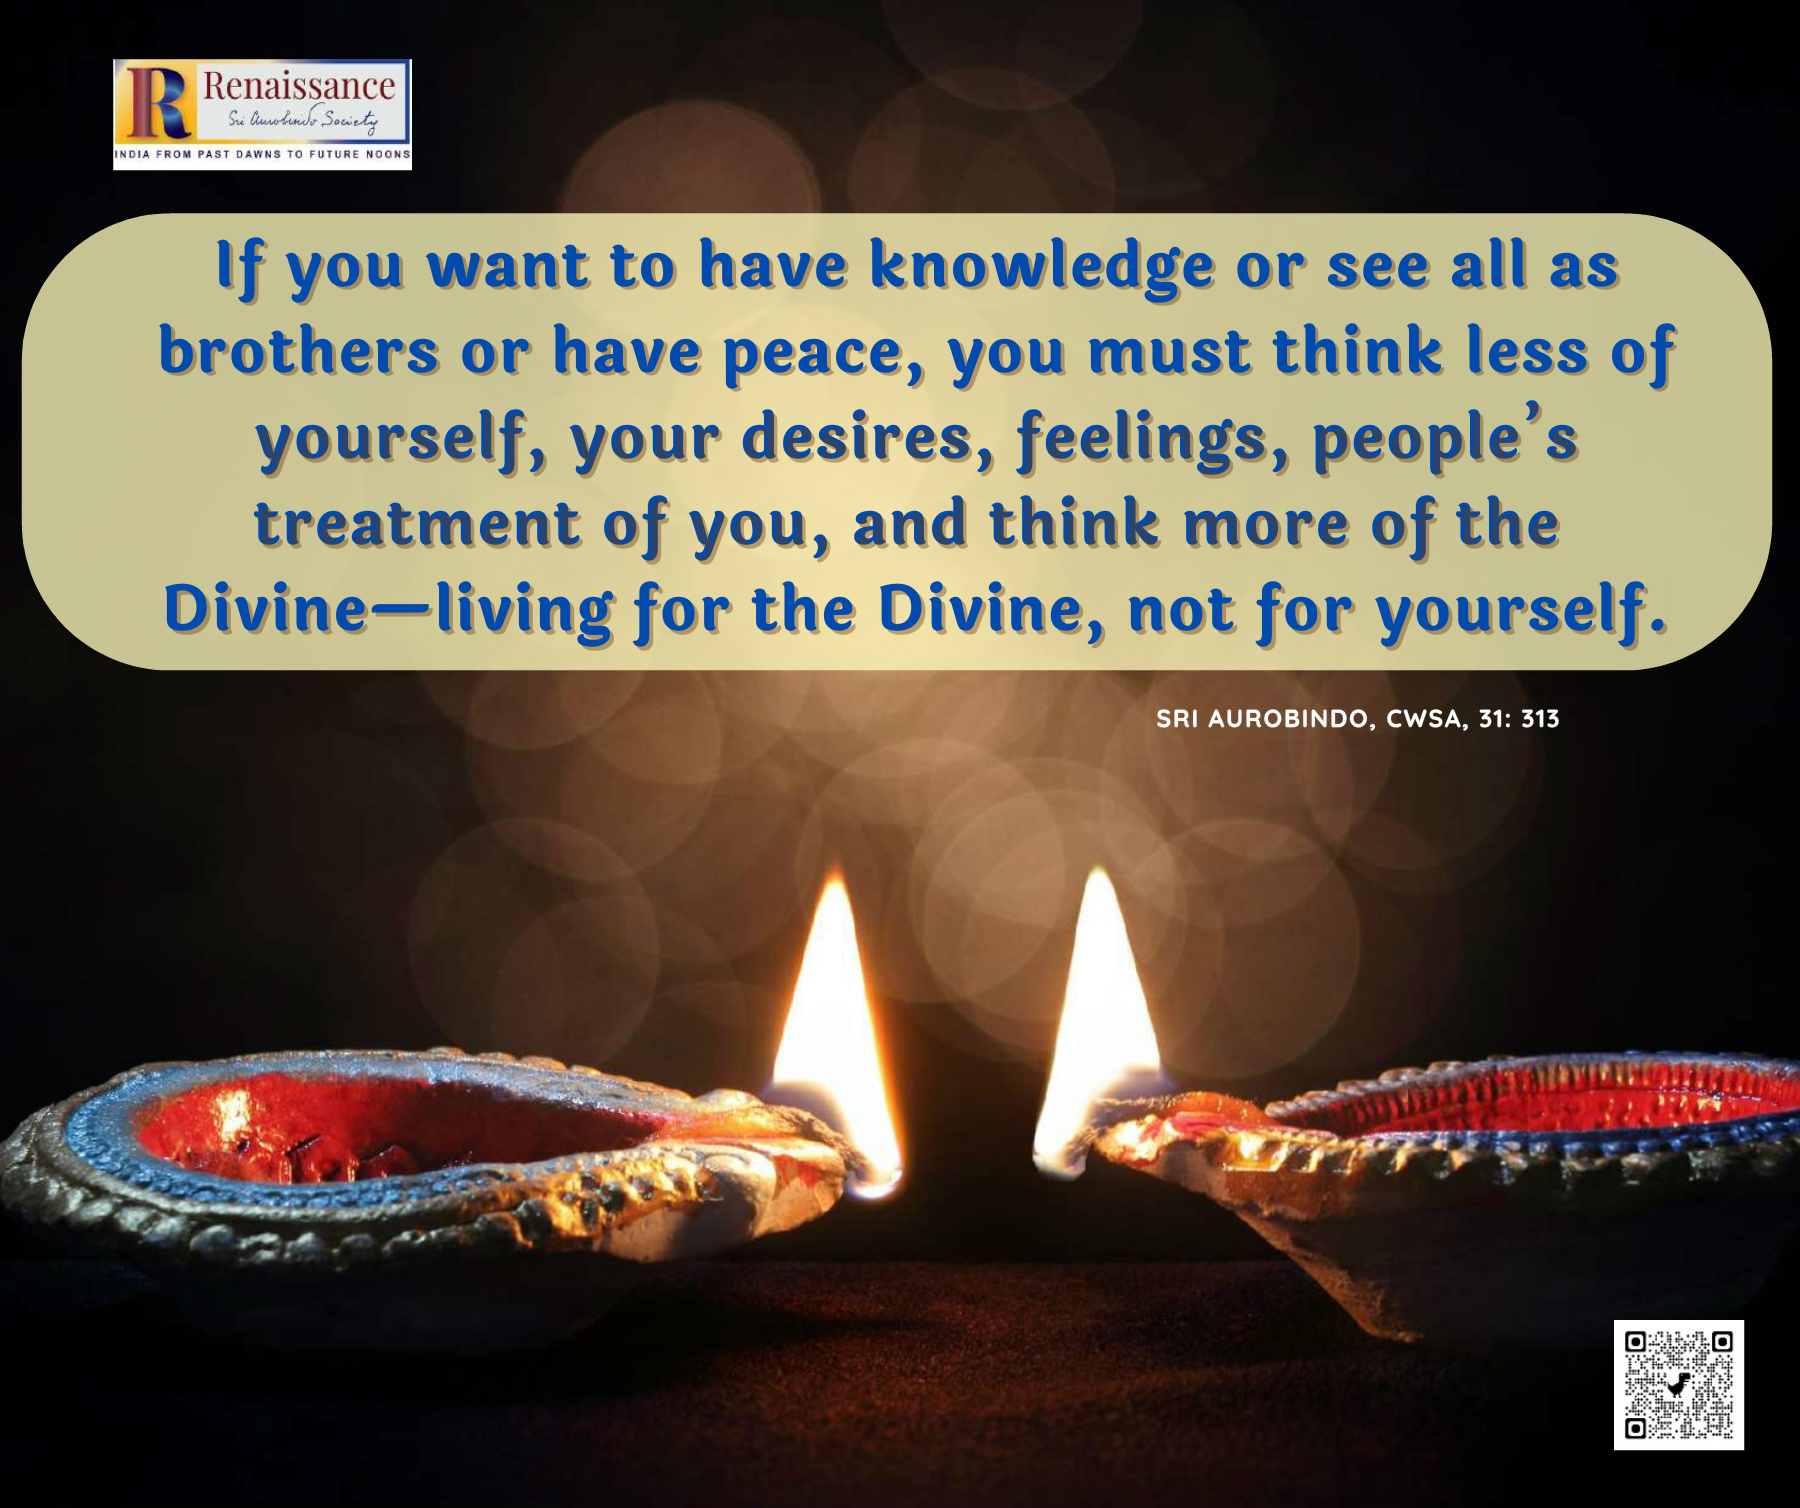 R Renaissance
Sri Aurobindo Society
INDIA FROM PAST DAWNS TO FUTURE NOONS
If you want to have knowledge or see all as
brothers or have peace, you must think less of
yourself, your desires, feelings, people’s
treatment of you, and think more of the
Divine—living for the Divine, not for yourself.
SRI AUROBINDO, CWSA, 31: 313